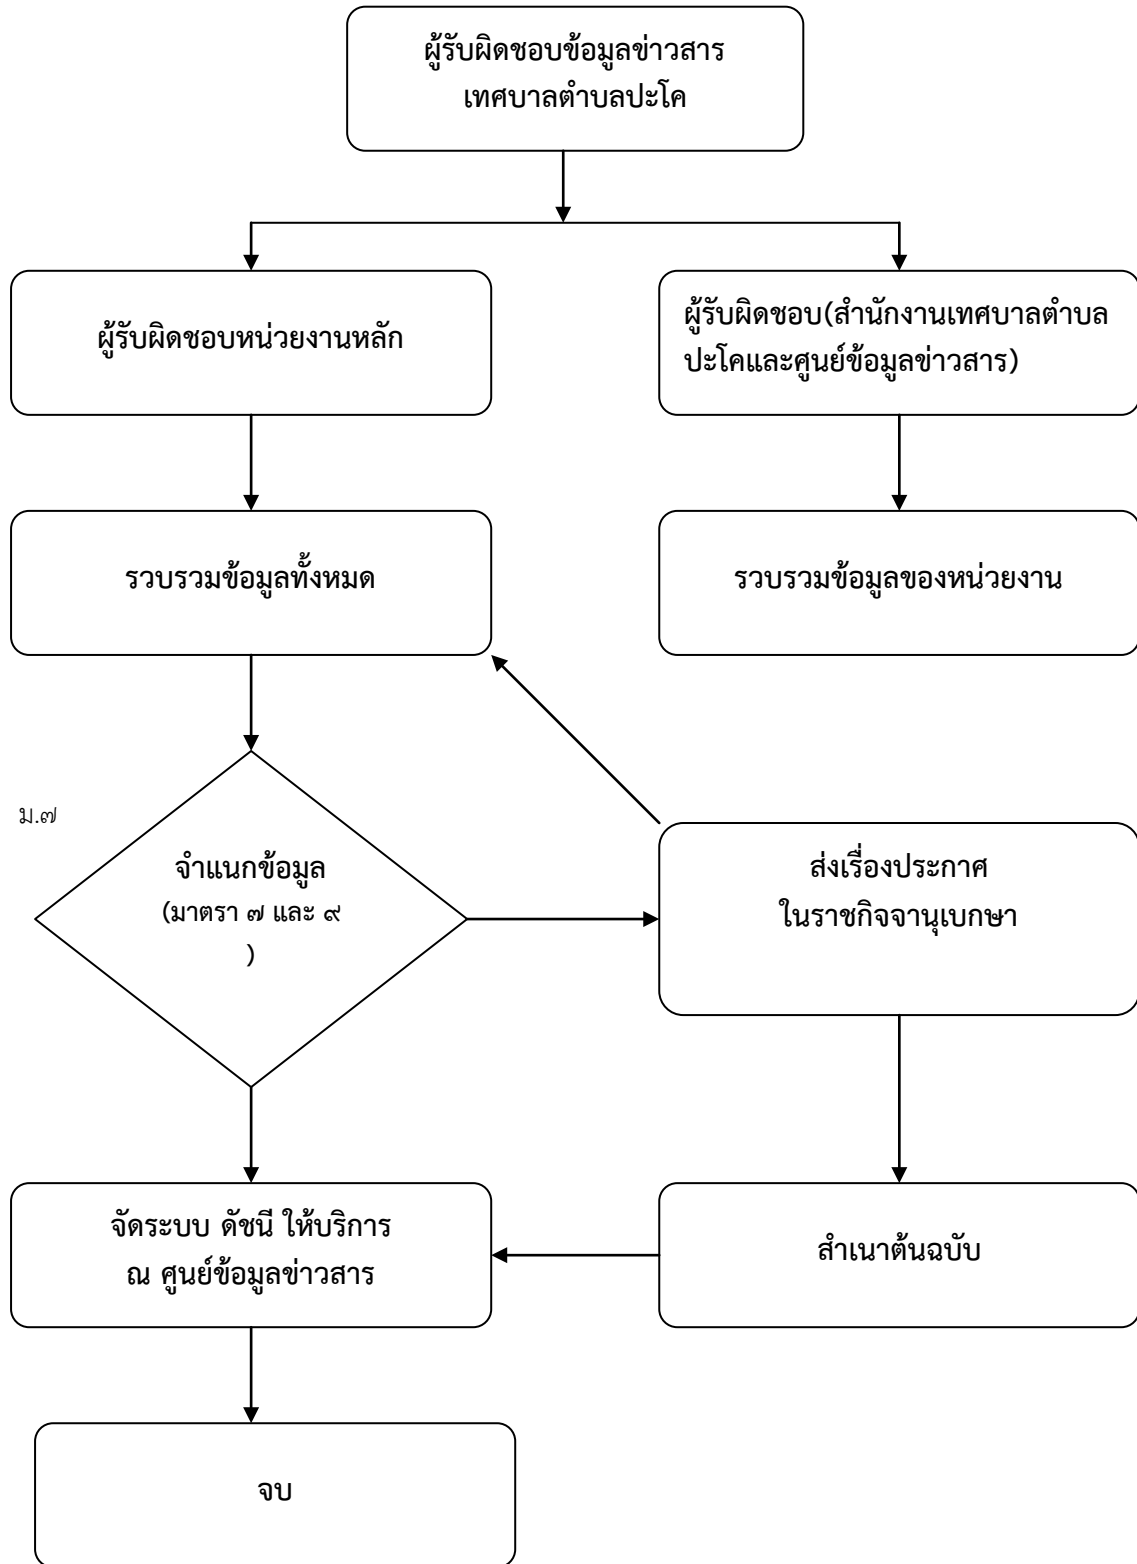 ผู้รับผิดชอบข้อมูลข่าวสาร
เทศบาลตำบลปะโค
ผู้รับผิดชอบหน่วยงานหลัก
ผู้รับผิดชอบ(สำนักงานเทศบาลตำบล
ปะโคและศูนย์ข้อมูลข่าวสาร)
รวบรวมข้อมูลทั้งหมด
รวบรวมข้อมูลของหน่วยงาน
ม.๗
จำแนกข้อมูล
(มาตรา ๗ และ ๙
)
ส่งเรื่องประกาศ
ในราชกิจจานุเบกษา
จัดระบบ ดัชนี ให้บริการ
ณ ศูนย์ข้อมูลข่าวสาร
สำเนาต้นฉบับ
จบ